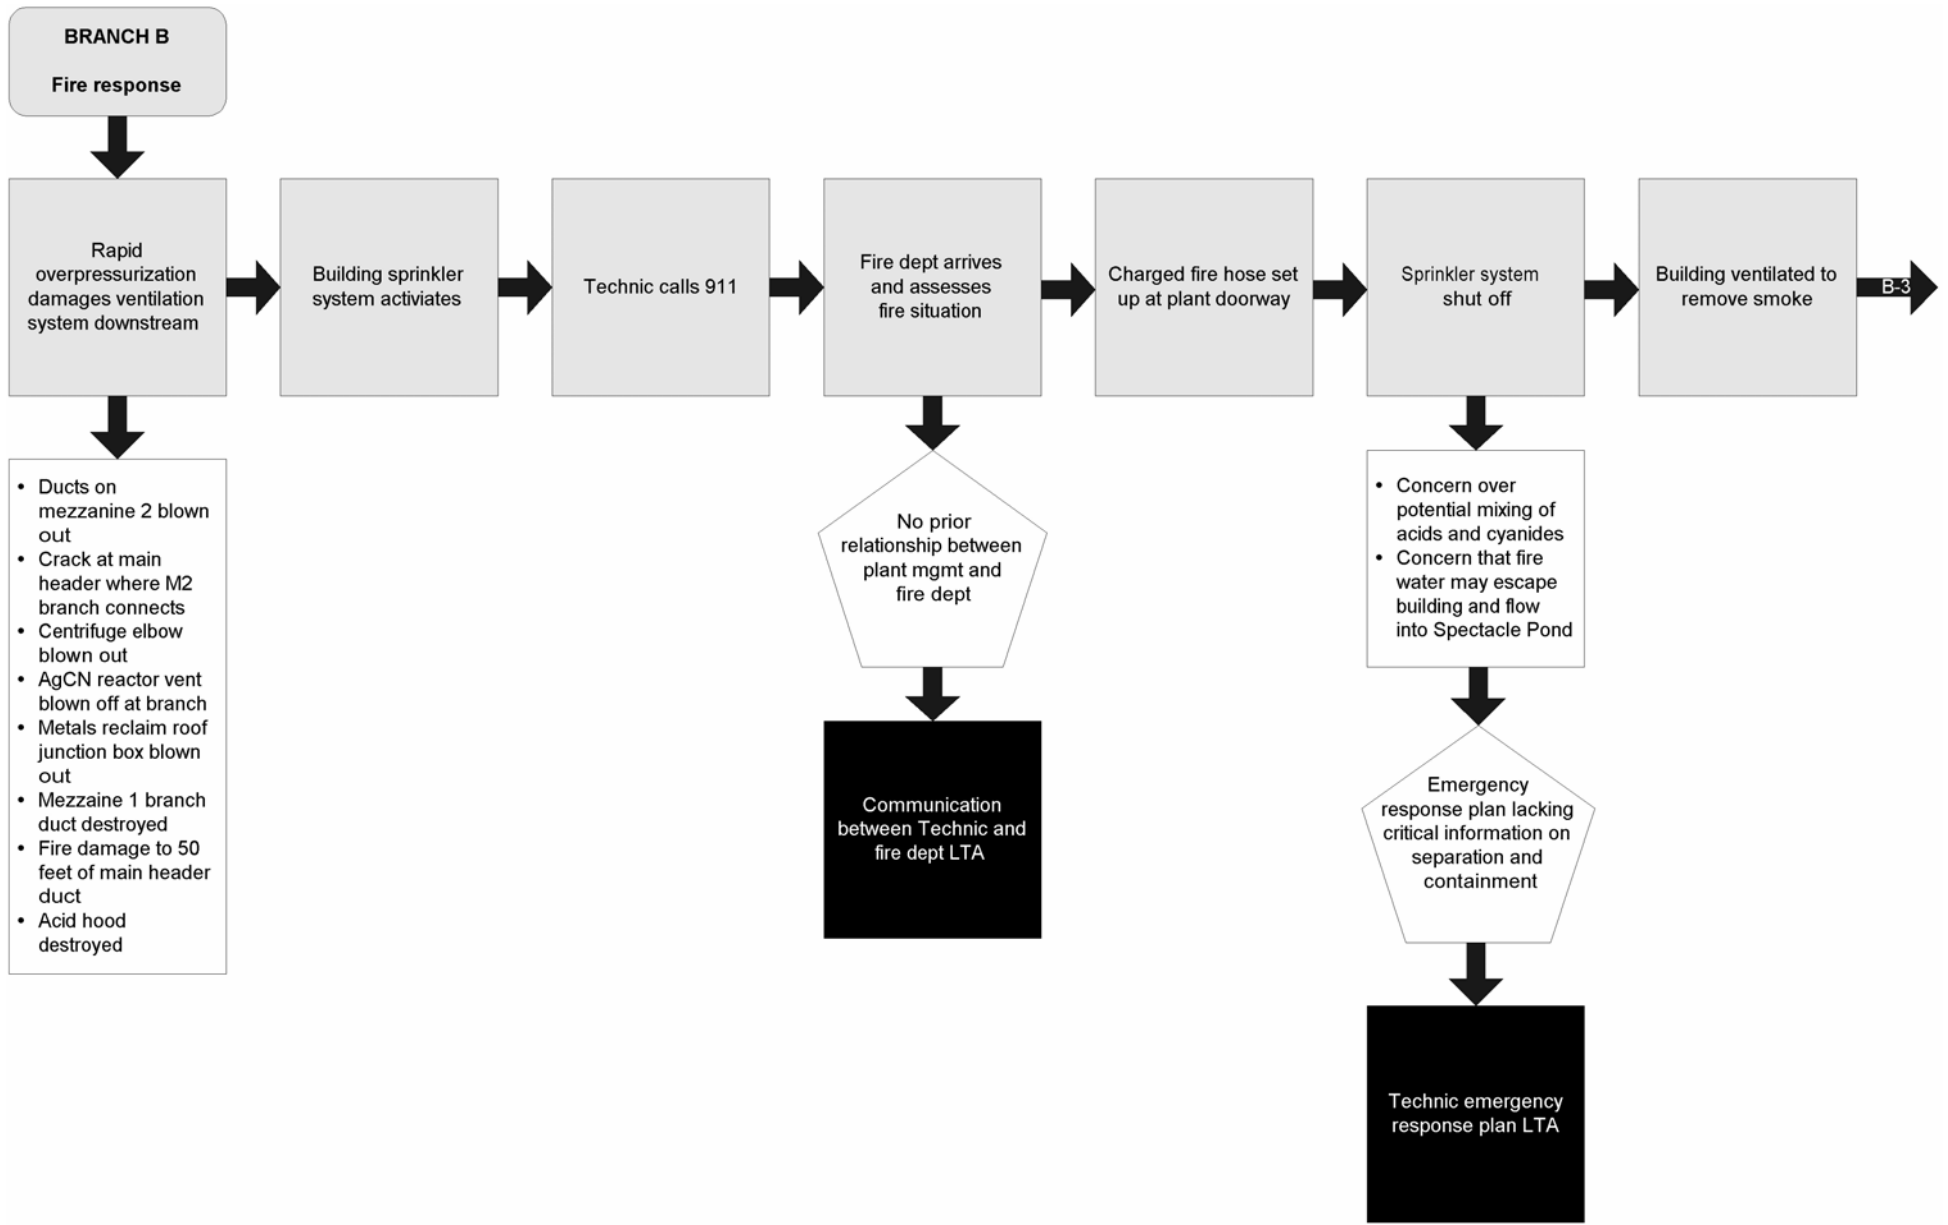 BRANCH B
Fire response
Rapid
overpressurization
damages ventilation
system downstream
Building sprinkler
system activiates
Technic calls 911
Fire dept arrives
and assesses
fire situation
Charged fire hose set
up at plant doorway
Sprinkler system
shut off
Building ventilated to
remove smoke
B-3
• Ducts on
mezzanine 2 blown
out
• Crack at main
header where M2
branch connects
• Centrifuge elbow
blown out
• AgCN reactor vent
blown off at branch
• Metals reclaim roof
junction box blown
out
• Mezzaine 1 branch
duct destroyed
• Fire damage to 50
feet of main header
duct
• Acid hood
destroyed
No prior
relationship between
plant mgmt and
fire dept
Communication
between Technic and
fire dept LTA
• Concern over
potential mixing of
acids and cyanides
• Concern that fire
water may escape
building and flow
into Spectacle Pond
Emergency
response plan lacking
critical information on
separation and
containment
Technic emergency
response plan LTA